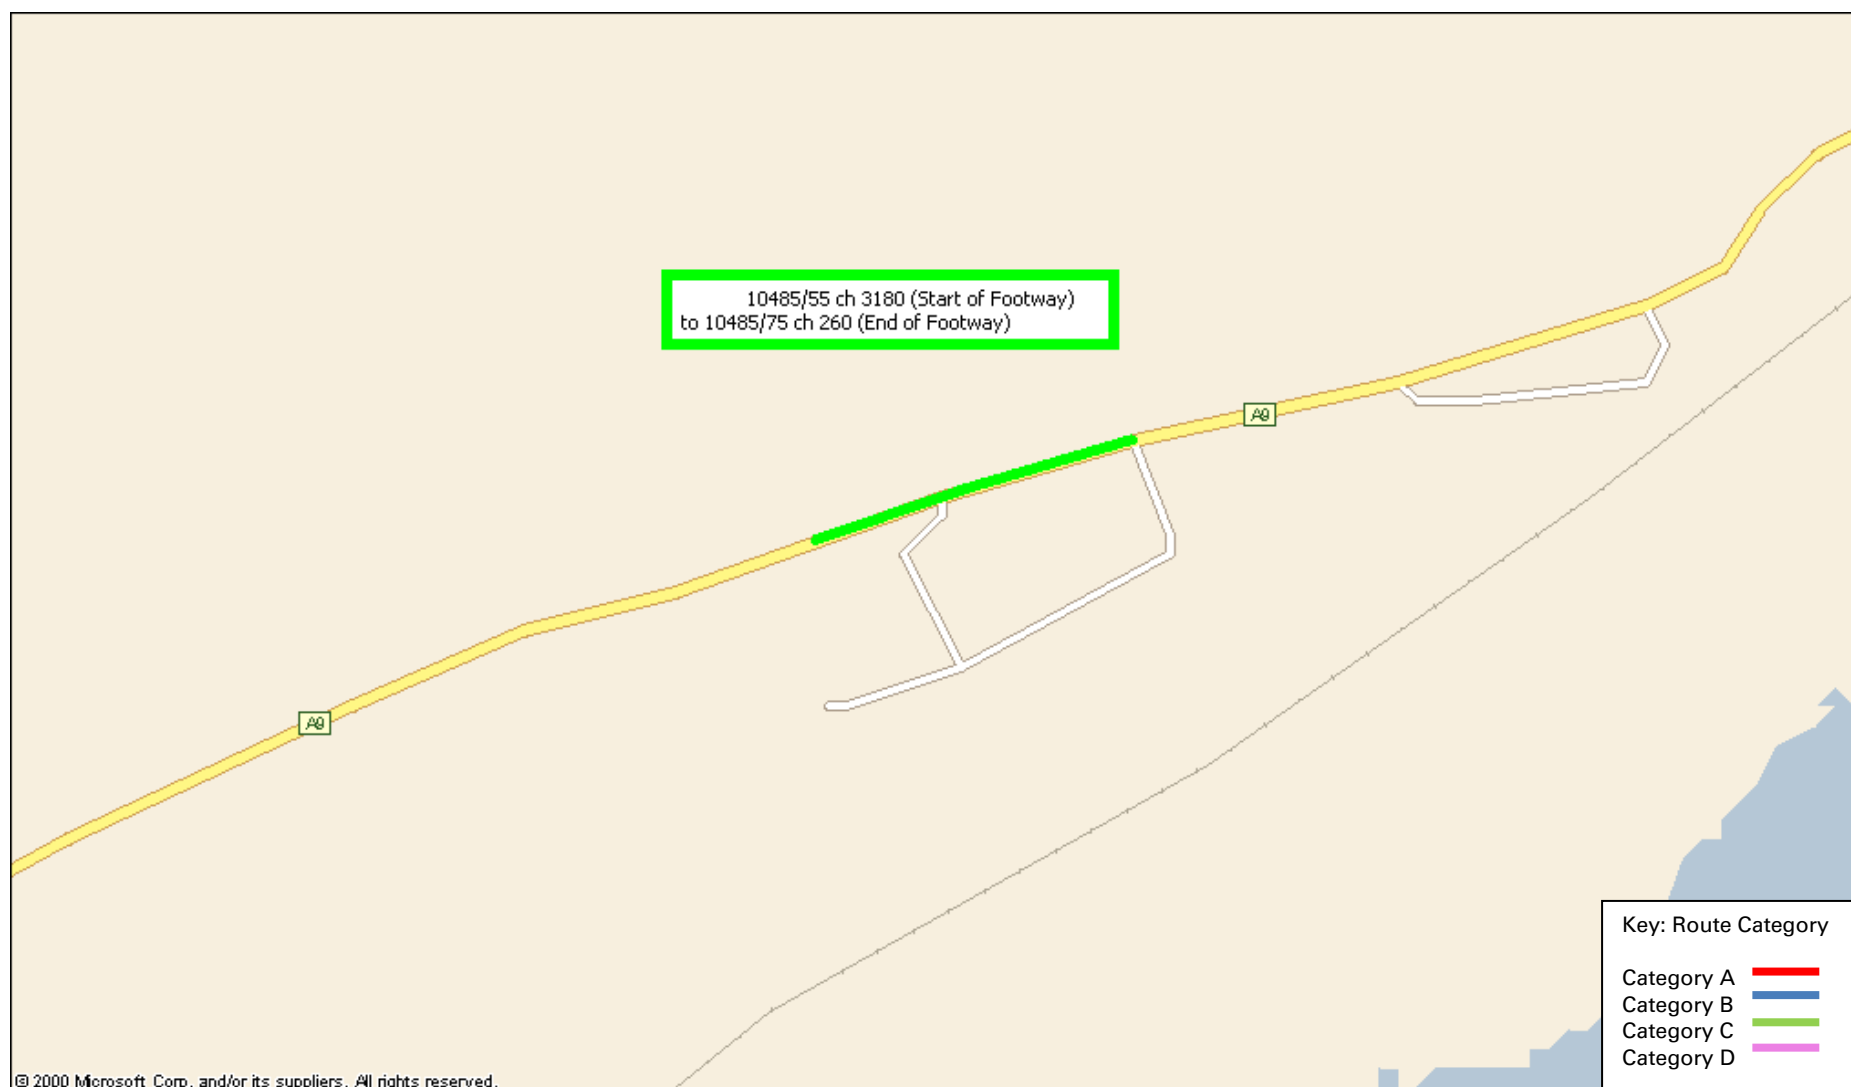 10485/55 ch 3180 (Start of Footway)
to 10485/75 ch 260 (End of Footway)
A9
A9
Key: Route Category
Category A
Category B
Category C
Category D
© 2000 Microsoft Corp. and/or its suppliers. All rights reserved.